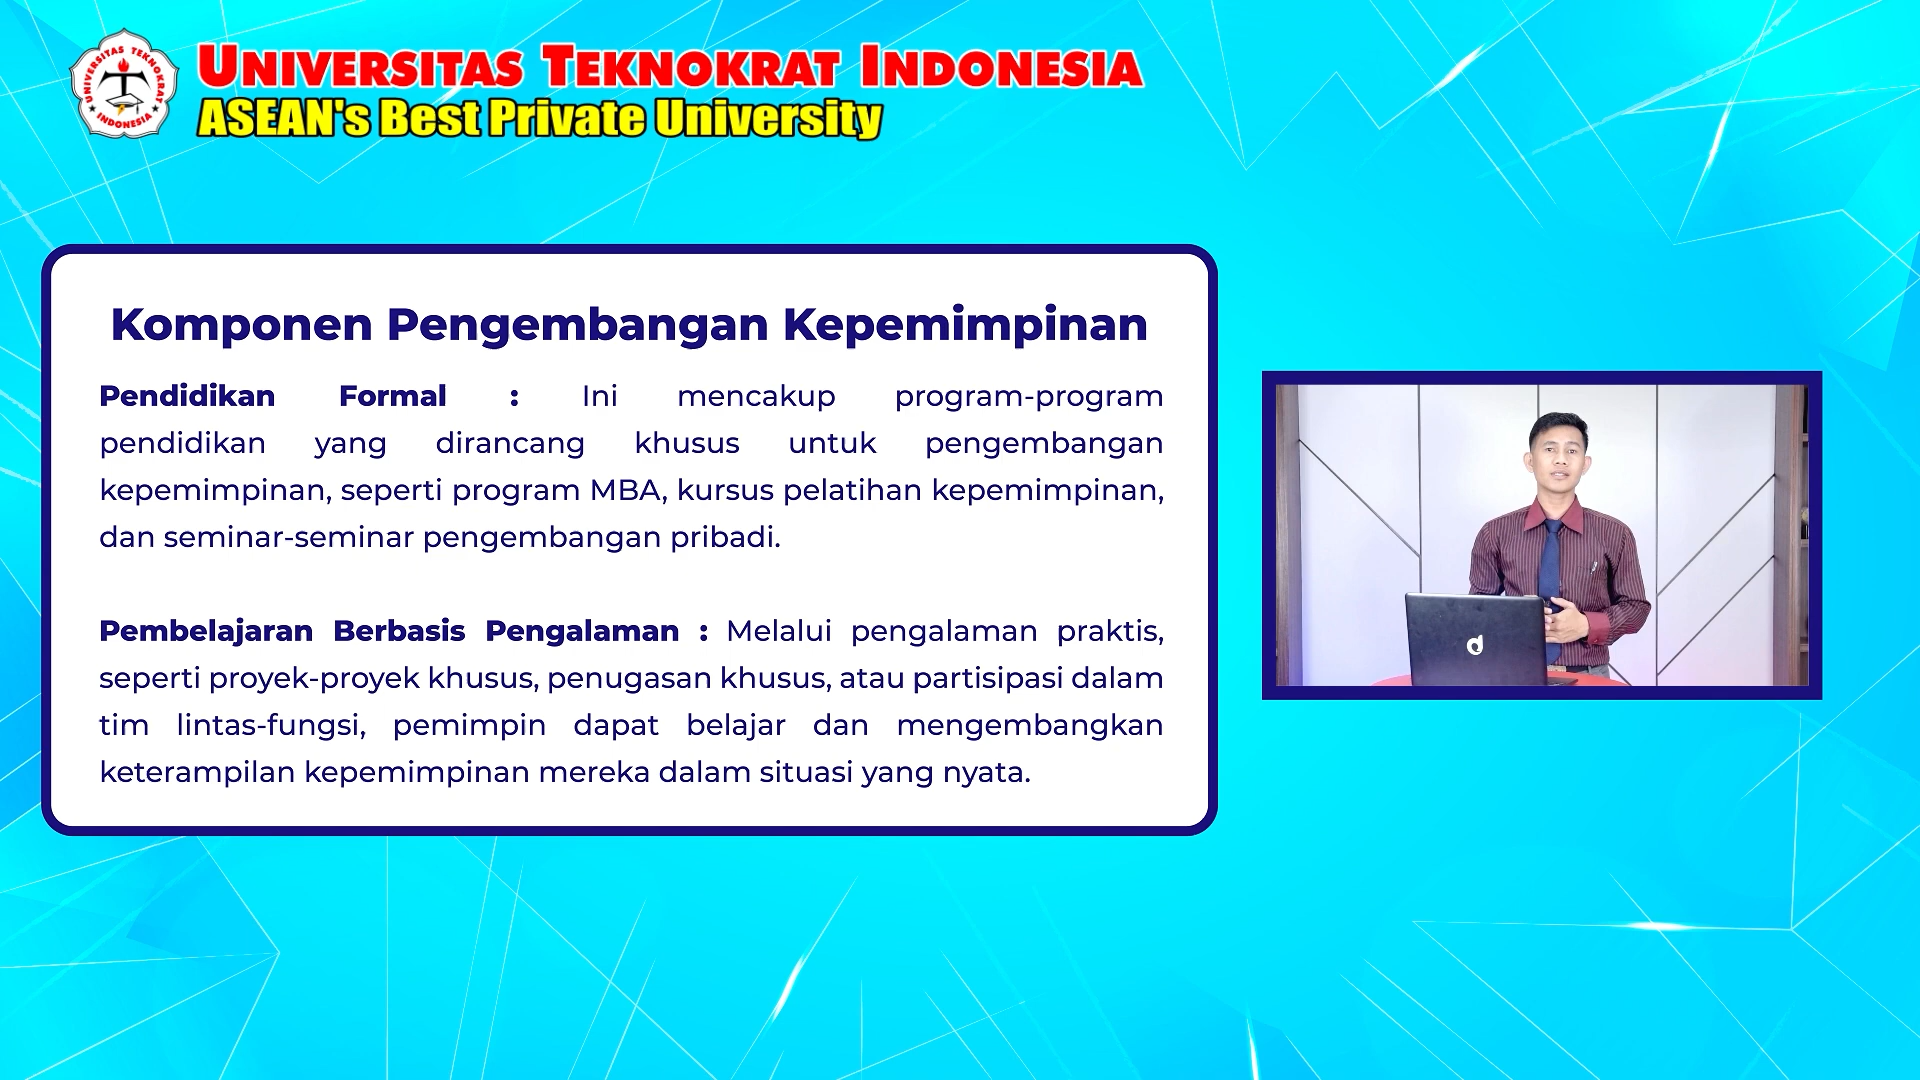 UNIVERSITAS TEKNOKRAT INDONESIA
UNIVERSITAS TEKNOKRAT INDONESIA
ASEAN's Best Private University
Komponen Pengembangan Kepemimpinan
Pendidikan Formal : Ini mencakup program-program
pendidikan yang dirancang khusus untuk pengembangan
kepemimpinan, seperti program MBA, kursus pelatihan kepemimpinan,
dan seminar-seminar pengembangan pribadi.
Pembelajaran Berbasis Pengalaman : Melalui pengalaman praktis,
seperti proyek-proyek khusus, penugasan khusus, atau partisipasi dalam
tim lintas-fungsi, pemimpin dapat belajar dan mengembangkan
keterampilan kepemimpinan mereka dalam situasi yang nyata.